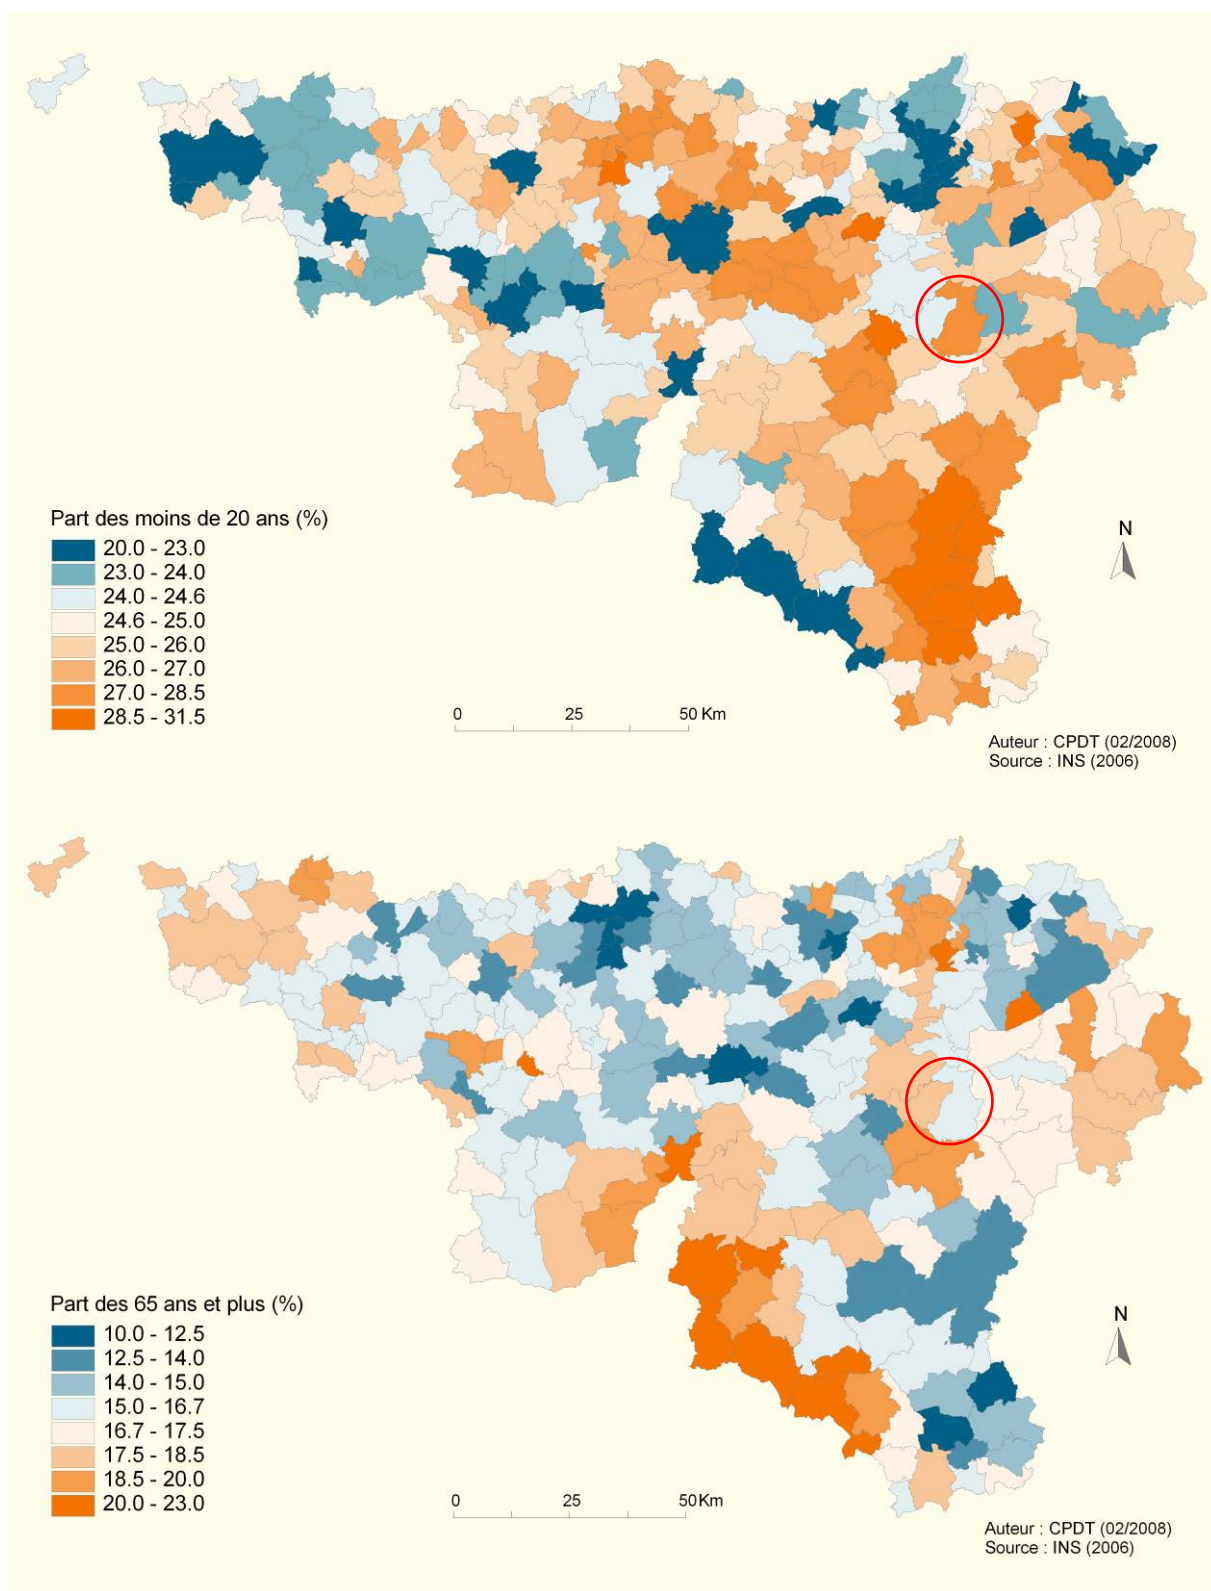 Part des moins de 20 ans (%)
20.0 - 23.0
23.0 - 24.0
24.0 - 24.6
24.6 - 25.0
25.0 - 26.0
26.0 - 27.0
27.0 - 28.5
28.5 - 31.5
0 25 50 Km
N
Auteur : CPDT (02/2008)
Source : INS (2006)
Part des 65 ans et plus (%)
10.0 - 12.5
12.5 - 14.0
14.0 - 15.0
15.0 - 16.7
16.7 - 17.5
17.5 - 18.5
18.5 - 20.0
20.0 - 23.0
0 25 50 Km
N
Auteur : CPDT (02/2008)
Source : INS (2006)